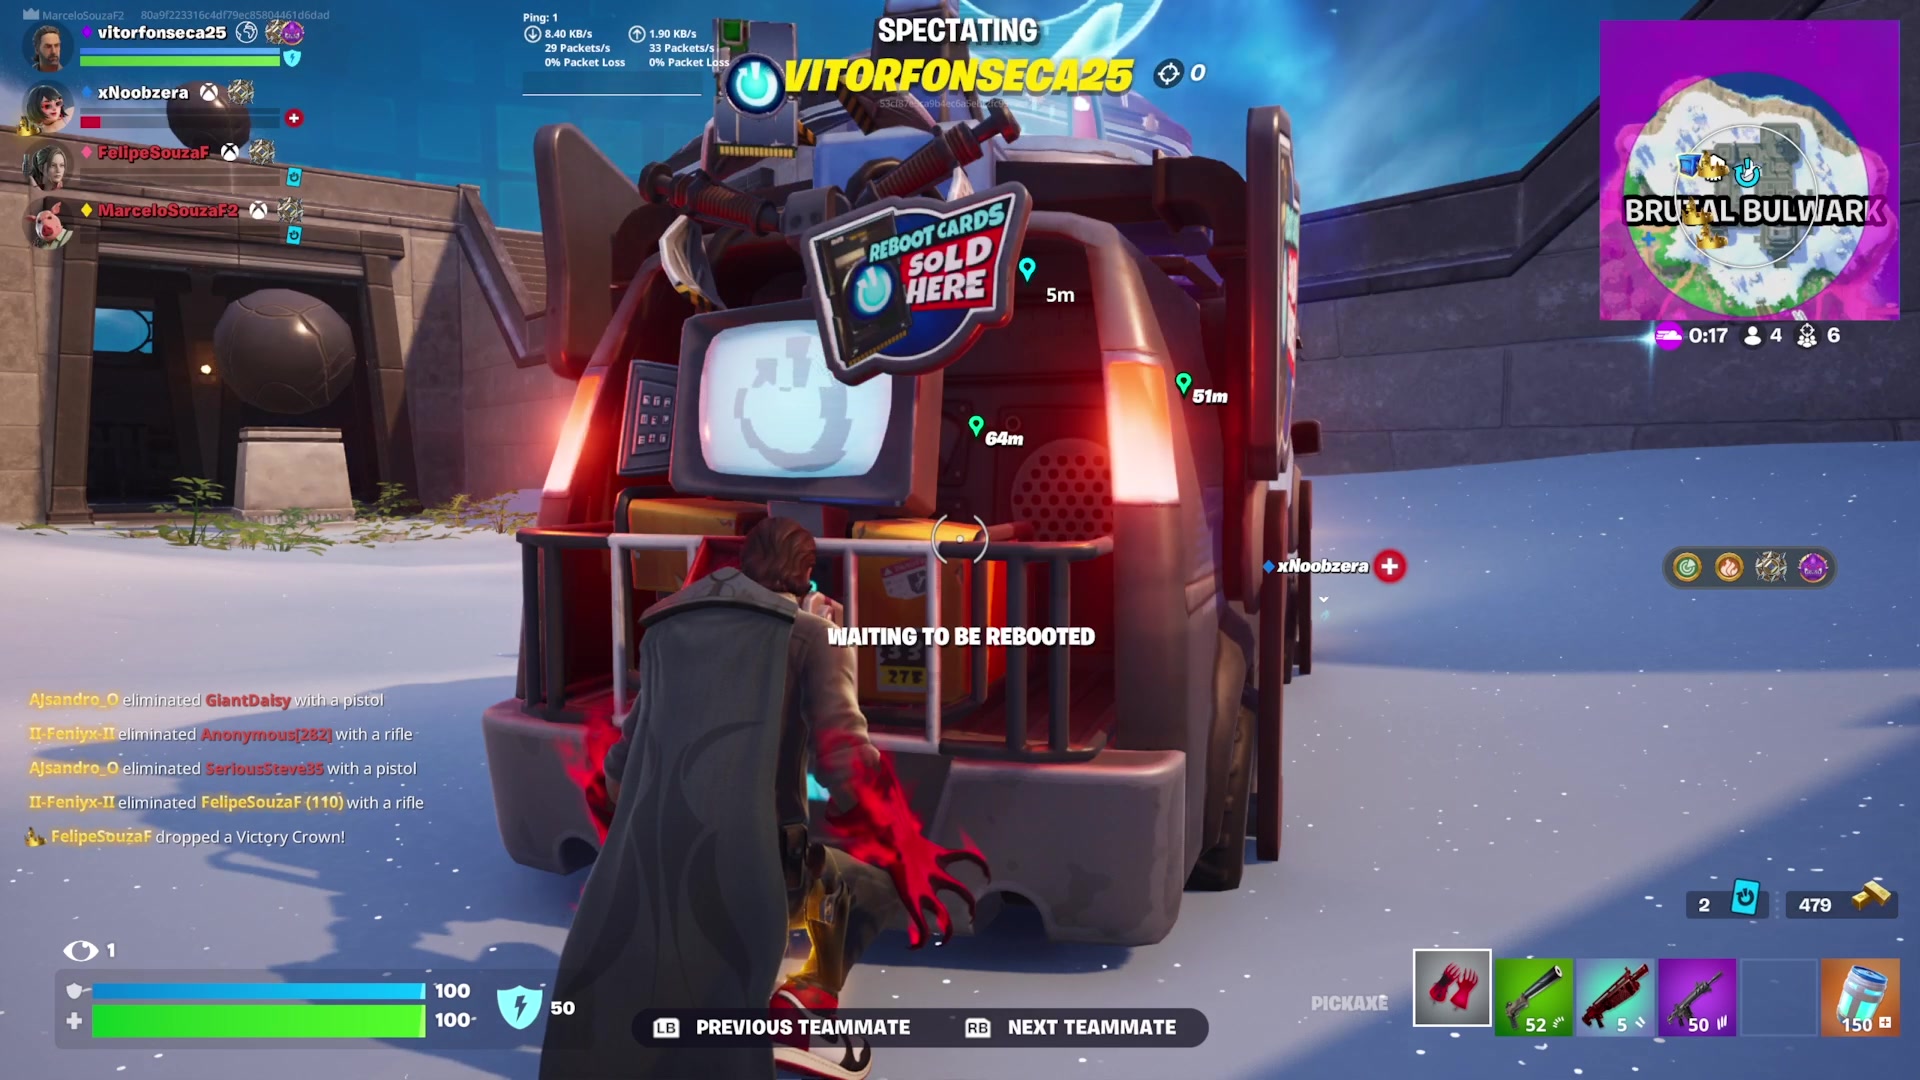 MarceloSouzaF2 80a9f223316c4df79ec85804461d6dad
vitorfonseca25
xNoobzera
FelipeSouzaF
MarceloSouzaF2
Ping: 1
8.40 KB/s 1.90 KB/s
29 Packets/s 33 Packets/s
0% Packet Loss 0% Packet Loss
SPECTATING
VITORFONSECA25 0
REBOOT CARDS
SOLD
HERE
5m
51m
64m
BRUTAL BULWARK
0:17 4 6
xNoobzera
WAITING TO BE REBOOTED
AJsandro_O eliminated GiantDaisy with a pistol
II-Feniyx-II eliminated Anonymous[282] with a rifle
AJsandro_O eliminated SeriousSteve35 with a pistol
II-Feniyx-II eliminated FelipeSouzaF (110) with a rifle
FelipeSouzaF dropped a Victory Crown!
1
100
100
50
LB PREVIOUS TEAMMATE RB NEXT TEAMMATE
2 479
PICKAXE
52 5 50 150